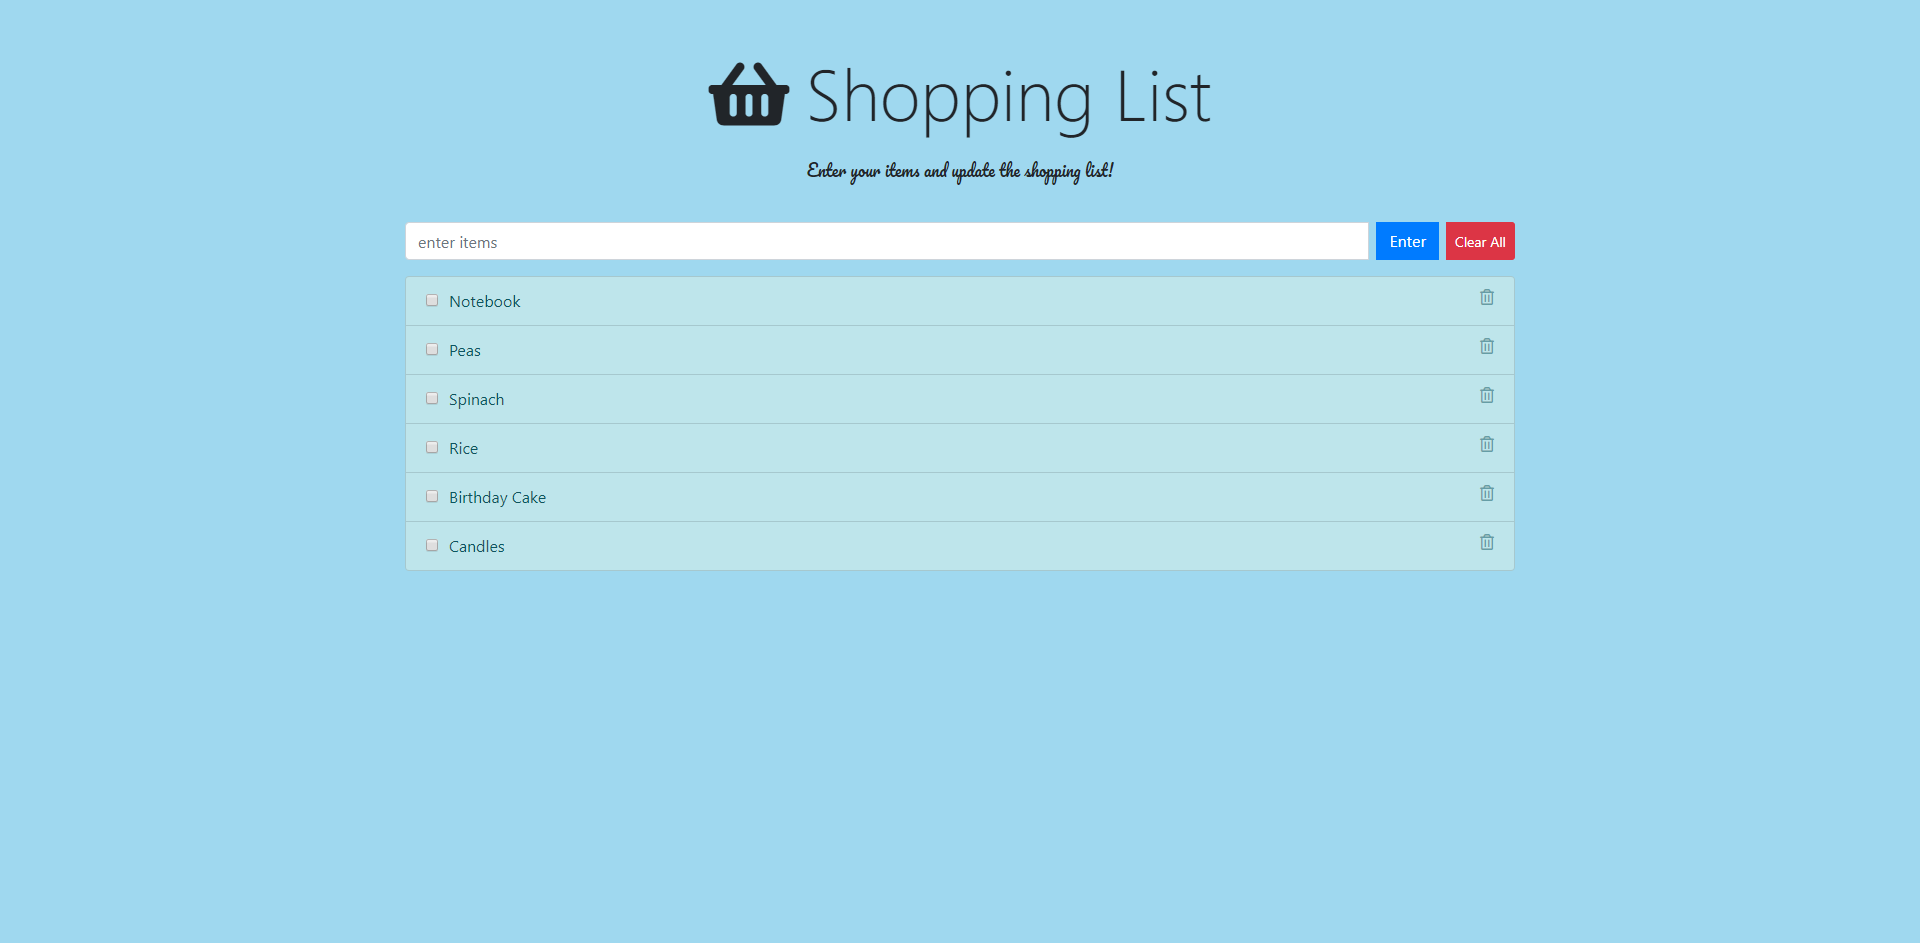 Shopping List
Enter your items and update the shopping list!
enter items Enter Clear All
Notebook
Peas
Spinach
Rice
Birthday Cake
Candles